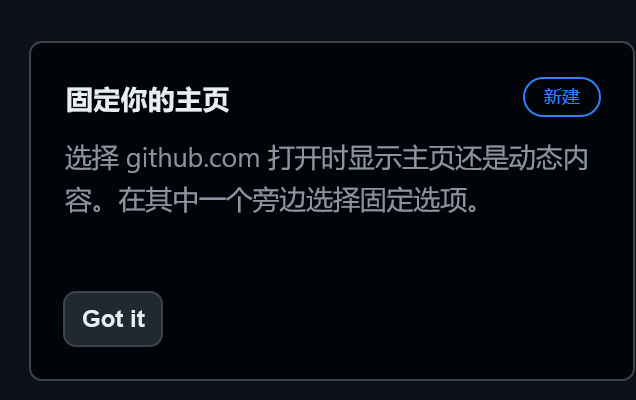 固定你的主页
新建
选择 github.com 打开时显示主页还是动态内
容。在其中一个旁边选择固定选项。
Got it